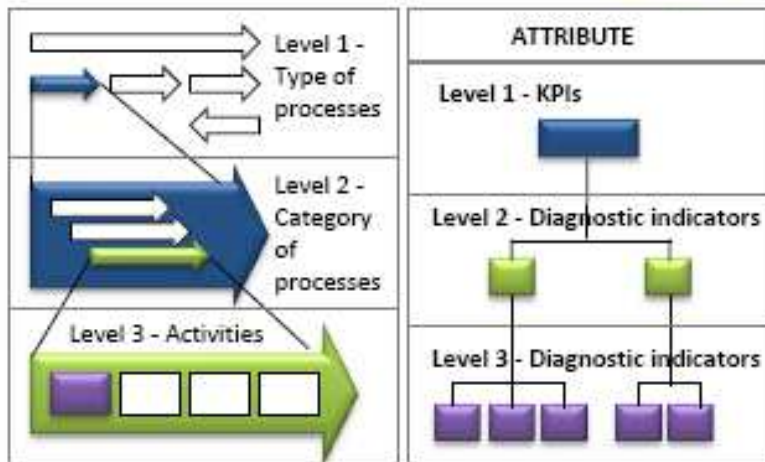 Level 1 -
Type of
processes
Level 2 -
Category
of
processes
Level 3 - Activities
ATTRIBUTE
Level 1 - KPIs
Level 2 - Diagnostic indicators
Level 3 - Diagnostic indicators